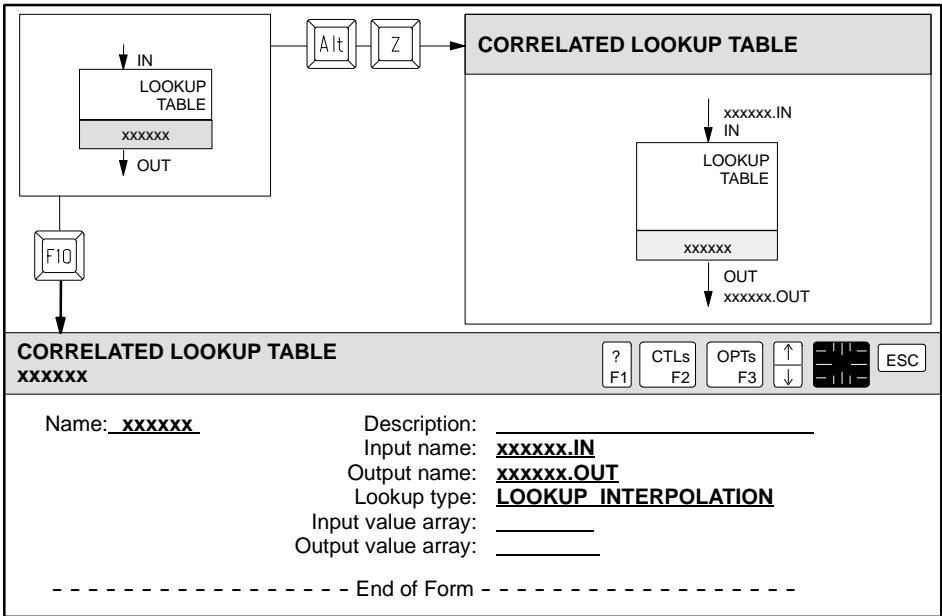 IN
LOOKUP
TABLE
xxxxxx
OUT
Alt
Z
F10
CORRELATED LOOKUP TABLE
xxxxxx.IN
IN
LOOKUP
TABLE
xxxxxx
OUT
xxxxxx.OUT
CORRELATED LOOKUP TABLE
xxxxxx
?
F1
CTLs
F2
OPTs
F3
ESC
Name: xxxxxx
Description:
Input name: xxxxxx.IN
Output name: xxxxxx.OUT
Lookup type: LOOKUP_INTERPOLATION
Input value array:
Output value array:
- - - - - - - - - - - - - - - - - - End of Form - - - - - - - - - - - - - - - - - -